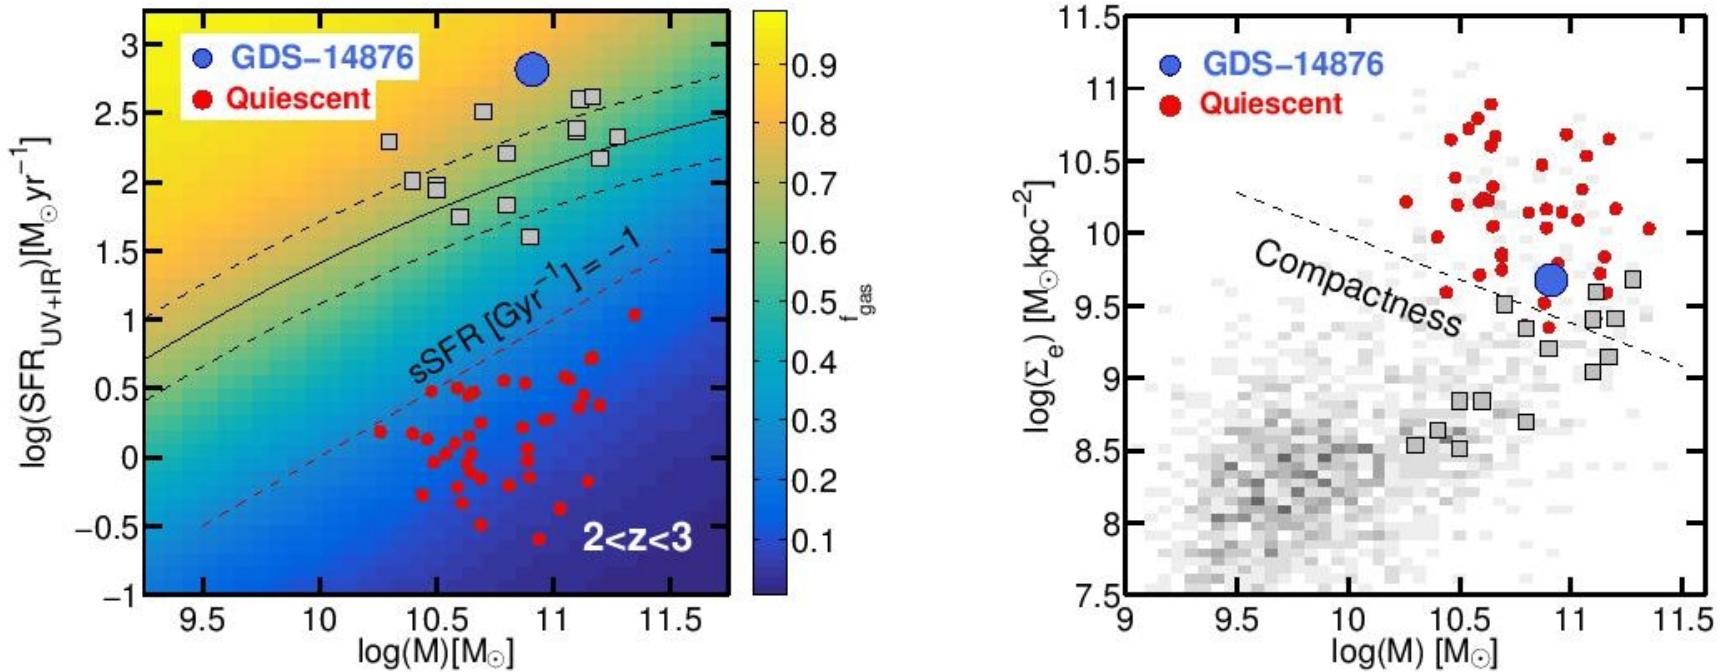 GDS−14876
Quiescent
sSFR [Gyr⁻¹] = −1
2<z<3
3
2.5
2
1.5
1
0.5
0
−0.5
−1
9.5 10 10.5 11 11.5
log(M)[M⊙]
log(SFR_UV+IR)[M⊙yr⁻¹]
0.9
0.8
0.7
0.6
0.5
0.4
0.3
0.2
0.1
f_gas
GDS−14876
Quiescent
Compactness
11.5
11
10.5
10
9.5
9
8.5
8
7.5
9 9.5 10 10.5 11 11.5
log(M) [M⊙]
log(Σ_e) [M⊙kpc⁻²]